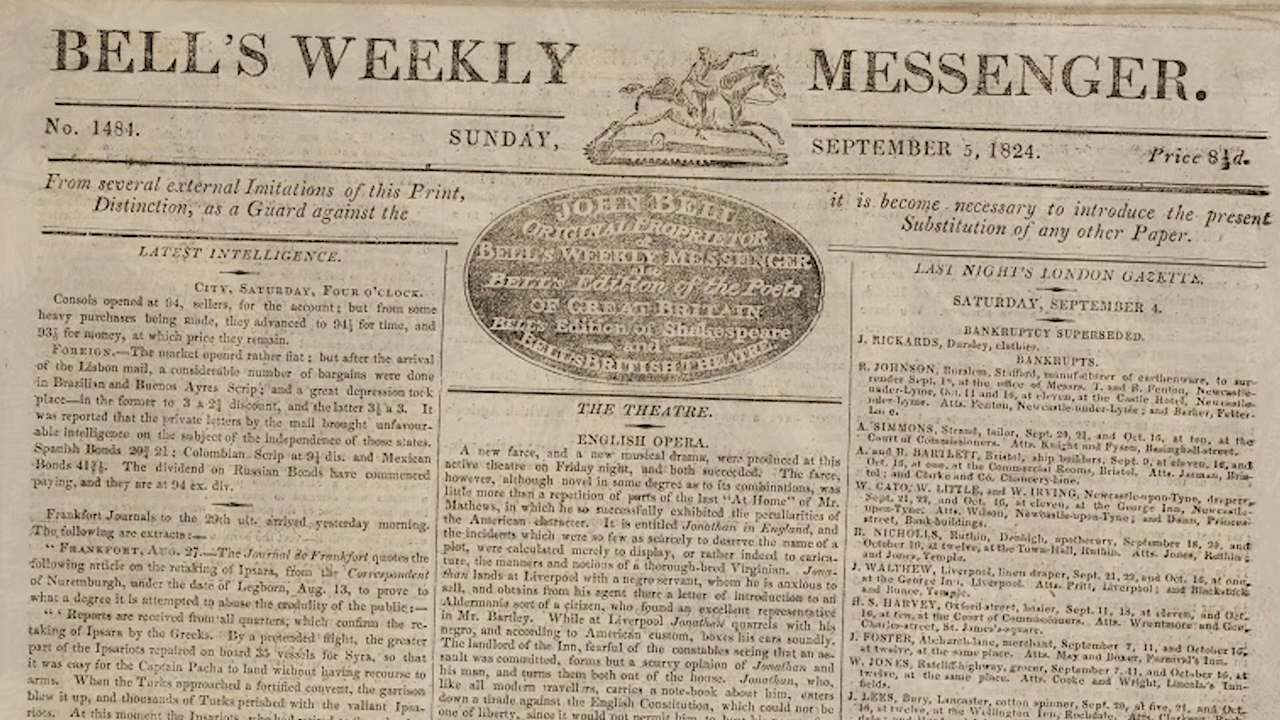 BELL'S WEEKLY MESSENGER.
No. 1484. SUNDAY, SEPTEMBER 5, 1824. Price 8½d.
From several external Imitations of this Print, it is become necessary to introduce the present
Distinction, as a Guard against the Substitution of any other Paper.
JOHN BELL
ORIGINAL PROPRIETOR
of
BELL'S WEEKLY MESSENGER
BELL'S Edition of the Poets
OF GREAT BRITAIN
BELL'S Edition of Shakespeare
and
BELL'S BRITISH THEATRE
LATEST INTELLIGENCE.
CITY, SATURDAY, FOUR O'CLOCK.
Consols opened at 94, sellers, for the account; but from some
heavy purchases being made, they advanced to 94¼ for time, and
93⅞ for money, at which price they remain.
FOREIGN.—The market opened rather flat; but after the arrival
of the Lisbon mail, a considerable number of bargains were done
in Brazilian and Buenos Ayres Scrip; and a great depression took
place—in the former to 3 a 2¾ discount, and the latter 3½ a 3. It
was reported that the private letters by the mail brought unfavour-
able intelligence on the subject of the independence of those states.
Spanish Bonds 21; Colombian Scrip at dis. and Mexican
Bonds The dividend on Russian Bonds have commenced
paying, and they are at 94 ex. div.
Frankfort Journals to the 29th ult. arrived yesterday morning.
The following are extracts:—
" FRANKFORT, AUG. 27.—The Journal de Frankfort quotes the
following article on the retaking of Ipsara, from the Correspondent
of Nuremburgh, under the date of Leghorn, Aug. 13, to prove to
what a degree it is attempted to abuse the credulity of the public:—
" ' Reports are received from all quarters, which confirm the re-
taking of Ipsara by the Greeks. By a pretended flight, the greater
part of the Ipsariots repaired on board 35 vessels for Syra, so that
it was easy for the Captain Pacha to land without having recourse to
arms. When the Turks approached a fortified convent, the garrison
blew it up, and thousands of Turks perished with the valiant Ipsa-
riots. At this moment the Ipsariots,
THE THEATRE.
ENGLISH OPERA.
A new farce, and a new musical drama, were produced at this
active theatre on Friday night, and both succeeded. The farce,
however, although novel in some degree as to its combinations, was
little more than a repetition of parts of the last "At Home" of Mr.
Mathews, in which he so successfully exhibited the peculiarities of
the American character. It is entitled Jonathan in England, and
the incidents which were so few as scarcely to deserve the name of a
plot, were calculated merely to display, or rather indeed to carica-
ture, the manners and notions of a thorough-bred Virginian. Jona-
than lands at Liverpool with a negro servant, whom he is anxious to
sell, and obtains from his agent there a letter of introduction to an
Aldermanic sort of a citizen, who found an excellent representative
in Mr. Bartley. While at Liverpool Jonathan quarrels with his
negro, and according to American custom, boxes his ears soundly.
The landlord of the Inn, fearful of the constables seeing that an as-
sault was committed, forms but a scurvy opinion of Jonathan and
his man, and turns them both out of the house. Jonathan, who,
like all modern travellers, carries a note-book about him, enters
down a tirade against the English Constitution, which could not be
one of liberty, since it would not permit him to
LAST NIGHT'S LONDON GAZETTE.
SATURDAY, SEPTEMBER 4.
BANKRUPTCY SUPERSEDED.
J. RICKARDS, Dursley, clothier.
BANKRUPTS.
R. JOHNSON, Burslem, Stafford, manufacturer of earthenware, to sur-
render Sept. at the office of Messrs. T. and B. Fenton, Newcastle-
under-Lyme, Oct. 11 and 16, at eleven, at the Castle Hotel, Newcastle-
under-Lyme. Atts. Fenton, Newcastle-under-Lyme; and Barber, Fetter-
lane.
A. SIMMONS, Strand, tailor, Sept. 21, and Oct. 16, at ten, at the
Court of Commissioners. Atts. Knight and Fyson, Basinghall-street.
A. and B. BARTLETT, Bristol, ship builders, Sept. 9, at eleven, 16, and
Oct. 16, at one, at the Commercial Rooms, Bristol. Atts. Jarman, Bris-
tol; and Clarke and Co. Chancery-lane.
W. CATO, W. LITTLE, and W. IRVING, Newcastle-upon-Tyne, drapers,
Sept. 21, 22, and Oct. 16, at eleven, at the George Inn, Newcastle-
upon-Tyne. Atts. Wilson, Newcastle-upon-Tyne; and Dunn, Princes-
street, Bank-buildings.
R. NICHOLLS, Ruthin, Denbigh, apothecary, September 18, 20, and
October 16, at twelve, at the Town-Hall, Ruthin. Atts. Jones, Ruthin;
and Jones, Temple.
J. WALTHEW, Liverpool, linen draper, Sept. 21, 22, and Oct. 16, at one,
at the George Inn, Liverpool. Atts. Pritt, Liverpool; and Blackstock
and Bunce, Temple.
H. S. HARVEY, Oxford-street, hosier, Sept. 11, 18, at eleven, and Oct.
16, at ten, at the Court of Commissioners. Atts. Wrentmore and Gee,
Charles-street, St. James's-square.
J. FOSTER, Abchurch-lane, merchant, September 7, 11, and October 16,
at twelve, at the same place. Att. May and Boxer, Furnival's Inn.
W. JONES, Ratcliff-highway, grocer, September 7, 11, and October 16, at
twelve, at the same place. Atts. Cooke and Wright, Lincoln's Inn-
fields.
J. LEES, Bury, Lancaster, cotton spinner, Sept. 20, at five, 21, and Oct.
16, at twelve, at the Wellington Inn, Rochdale.